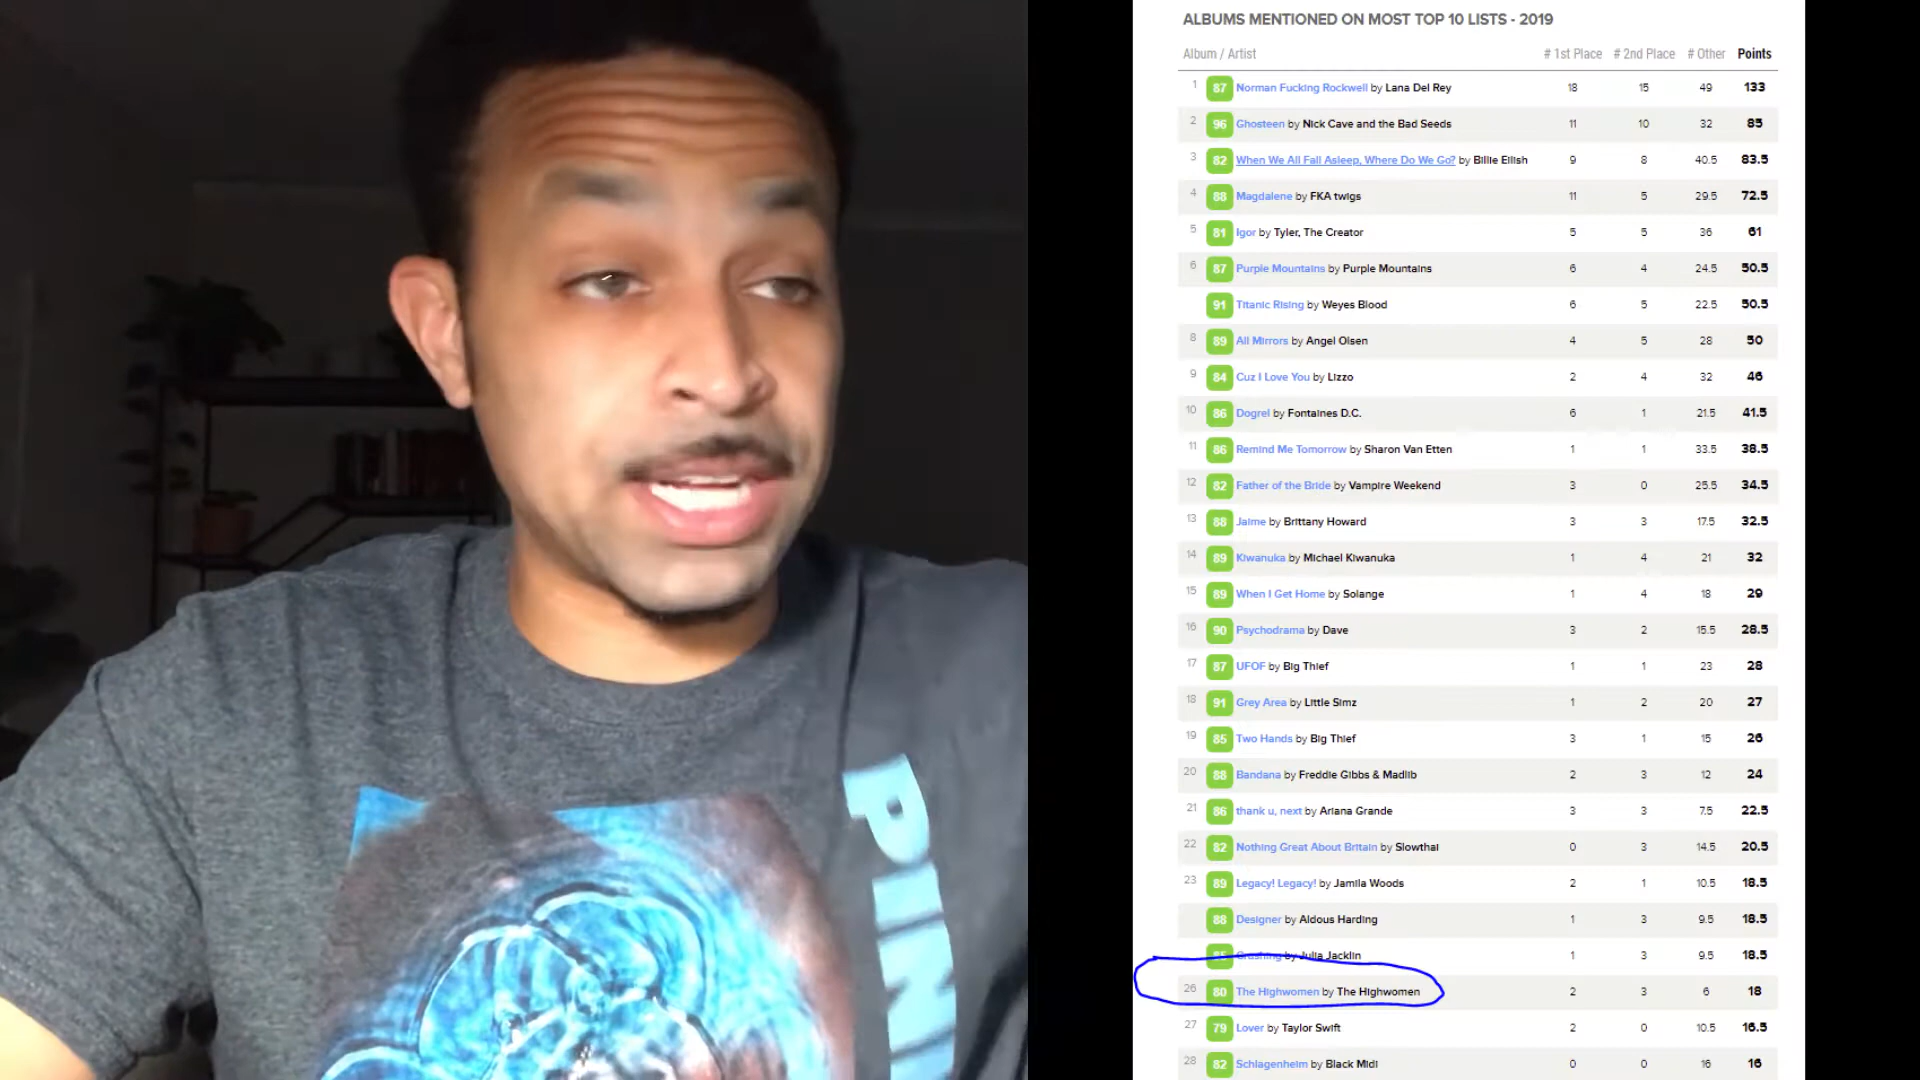 ALBUMS MENTIONED ON MOST TOP 10 LISTS - 2019
Album / Artist # 1st Place # 2nd Place # Other Points
1 87 Norman Fucking Rockwell by Lana Del Rey 18 15 49 133
2 96 Ghosteen by Nick Cave and the Bad Seeds 11 10 32 85
3 82 When We All Fall Asleep, Where Do We Go? by Billie Eilish 9 8 40.5 83.5
4 88 Magdalene by FKA twigs 11 5 29.5 72.5
5 81 Igor by Tyler, The Creator 5 5 36 61
6 87 Purple Mountains by Purple Mountains 6 4 24.5 50.5
91 Titanic Rising by Weyes Blood 6 5 22.5 50.5
8 89 All Mirrors by Angel Olsen 4 5 28 50
9 84 Cuz I Love You by Lizzo 2 4 32 46
10 86 Dogrel by Fontaines D.C. 6 1 21.5 41.5
11 86 Remind Me Tomorrow by Sharon Van Etten 1 1 33.5 38.5
12 82 Father of the Bride by Vampire Weekend 3 0 25.5 34.5
13 88 Jaime by Brittany Howard 3 3 17.5 32.5
14 89 Kiwanuka by Michael Kiwanuka 1 4 21 32
15 89 When I Get Home by Solange 1 4 18 29
16 90 Psychodrama by Dave 3 2 15.5 28.5
17 87 UFOF by Big Thief 1 1 23 28
18 91 Grey Area by Little Simz 1 2 20 27
19 85 Two Hands by Big Thief 3 1 15 26
20 88 Bandana by Freddie Gibbs & Madlib 2 3 12 24
21 86 thank u, next by Ariana Grande 3 3 7.5 22.5
22 82 Nothing Great About Britain by Slowthai 0 3 14.5 20.5
23 89 Legacy! Legacy! by Jamila Woods 2 1 10.5 18.5
88 Designer by Aldous Harding 1 3 9.5 18.5
Crushing by Julia Jacklin 1 3 9.5 18.5
26 80 The Highwomen by The Highwomen 2 3 6 18
27 79 Lover by Taylor Swift 2 0 10.5 16.5
28 82 Schlagenheim by Black Midi 0 0 16 16
PIN